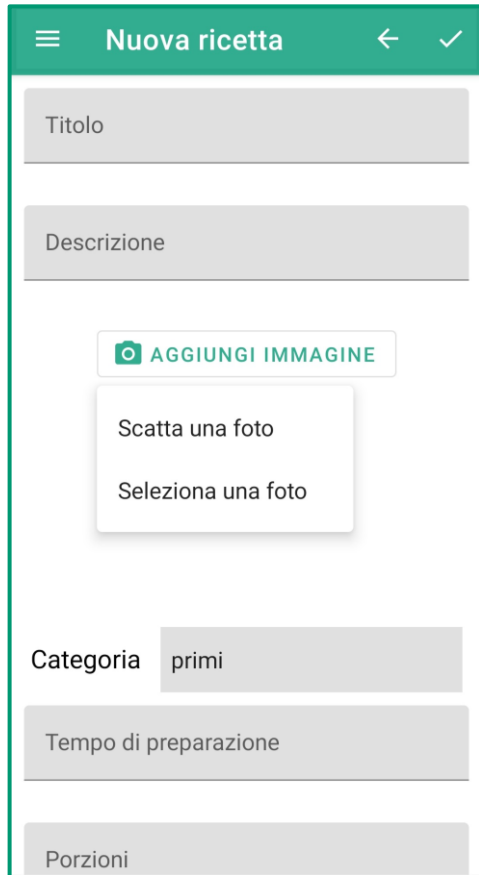 Nuova ricetta
Titolo
Descrizione
AGGIUNGI IMMAGINE
Scatta una foto
Seleziona una foto
Categoria primi
Tempo di preparazione
Porzioni